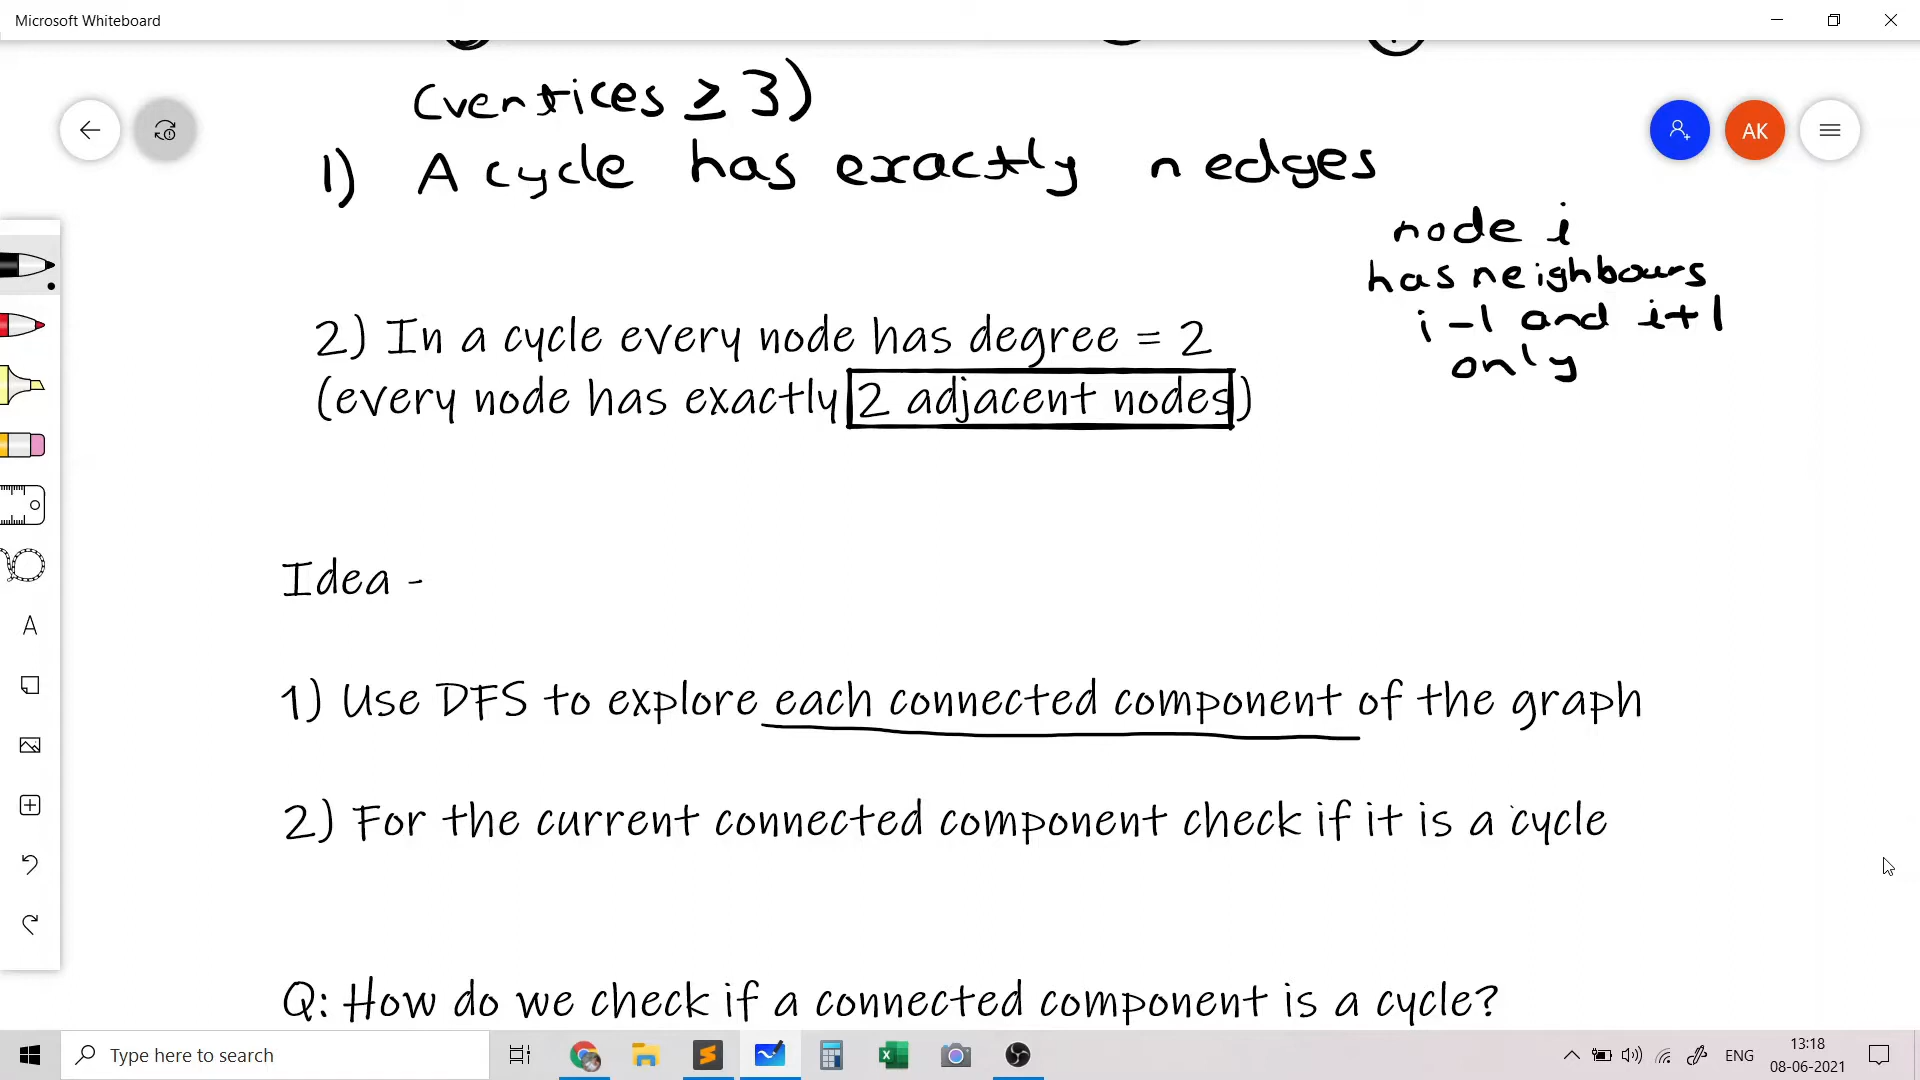 Microsoft Whiteboard
(vertices ≥ 3)
1) A cycle has exactly n edges
AK
node i
has neighbours
i-1 and i+1
only
2) In a cycle every node has degree = 2
(every node has exactly 2 adjacent nodes)
Idea -
1) Use DFS to explore each connected component of the graph
2) For the current connected component check if it is a cycle
Q: How do we check if a connected component is a cycle?
Type here to search
ENG
13:18
08-06-2021